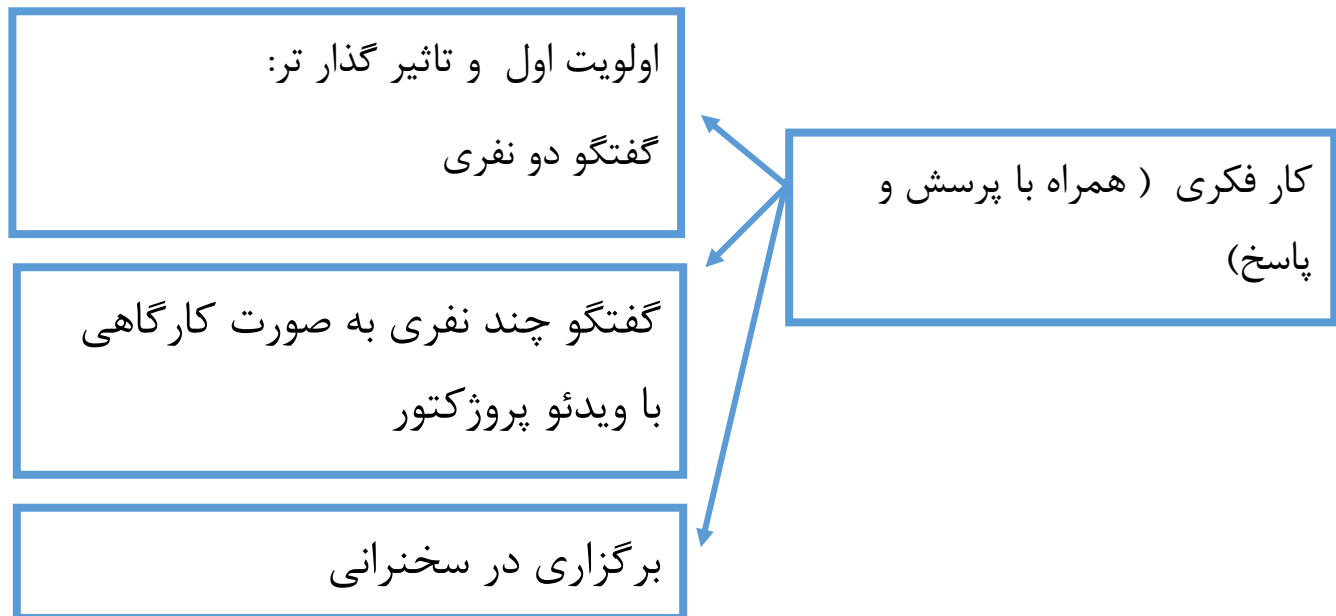 کار فکری ( همراه با پرسش و
پاسخ)
اولویت اول و تاثیر گذار تر:
گفتگو دو نفری
گفتگو چند نفری به صورت کارگاهی
با ویدئو پروژکتور
برگزاری در سخنرانی